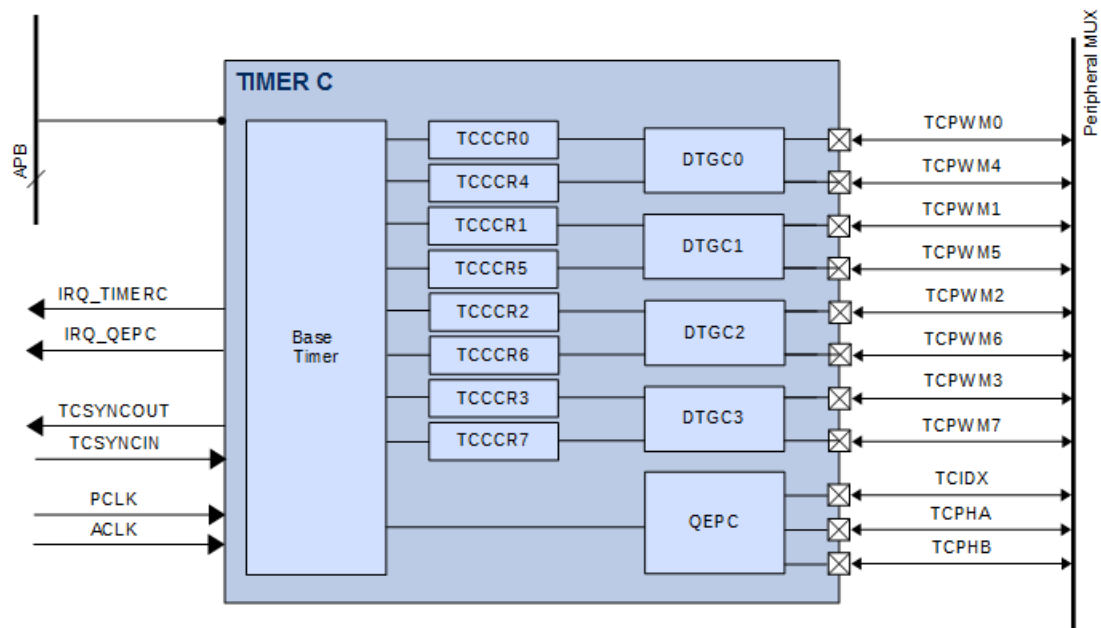 Peripheral MUX
APB
TIMER C
Base
Timer
TCCCR0
TCCCR4
TCCCR1
TCCCR5
TCCCR2
TCCCR6
TCCCR3
TCCCR7
DTGC0
DTGC1
DTGC2
DTGC3
QEPC
IRQ_TIMERC
IRQ_QEPC
TCSYNCOUT
TCSYNCIN
PCLK
ACLK
TCPWM0
TCPWM4
TCPWM1
TCPWM5
TCPWM2
TCPWM6
TCPWM3
TCPWM7
TCIDX
TCPHA
TCPHB